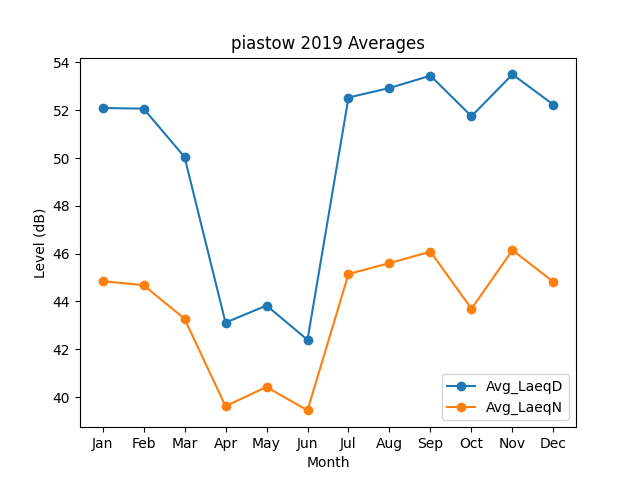 piastow 2019 Averages
54
52
50
48
46
44
42
40
Level (dB)
Jan Feb Mar Apr May Jun Jul Aug Sep Oct Nov Dec
Month
Avg_LaeqD
Avg_LaeqN